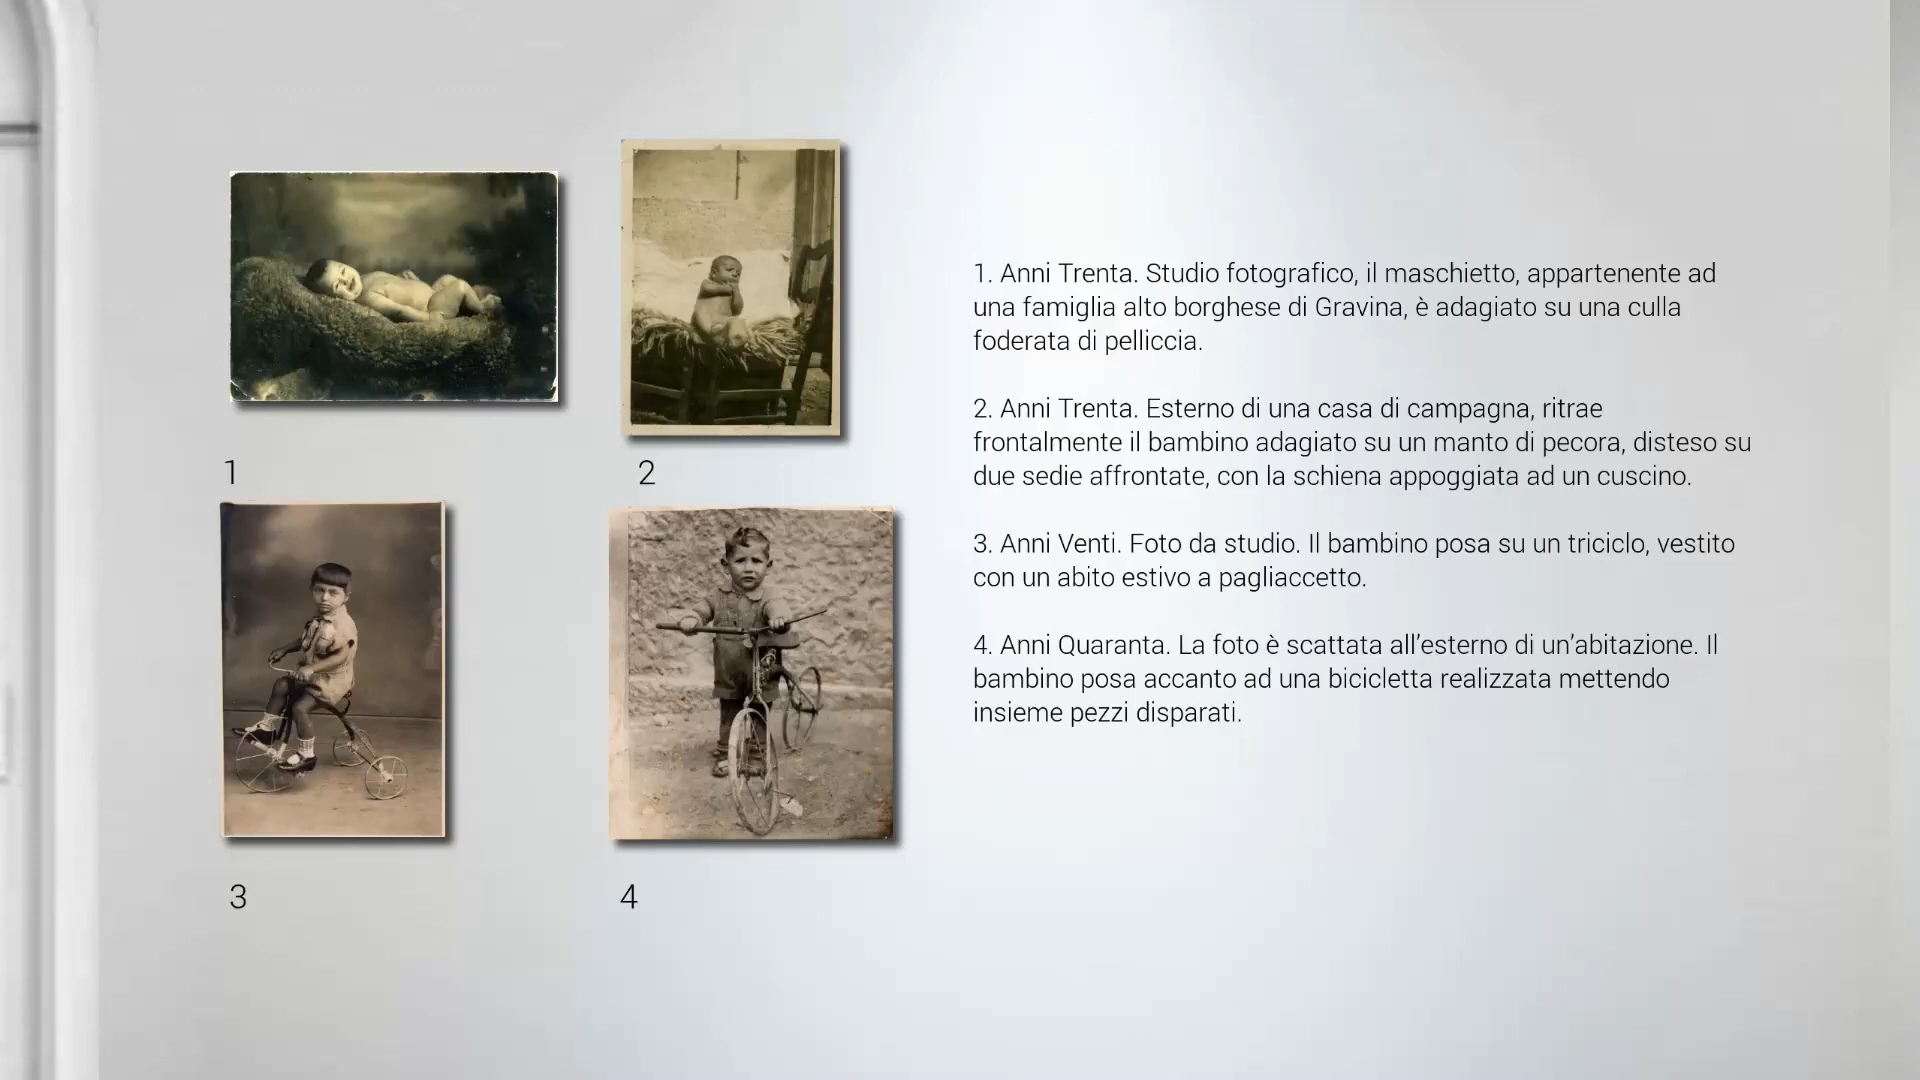 1
2
3
4
1. Anni Trenta. Studio fotografico, il maschietto, appartenente ad
una famiglia alto borghese di Gravina, è adagiato su una culla
foderata di pelliccia.
2. Anni Trenta. Esterno di una casa di campagna, ritrae
frontalmente il bambino adagiato su un manto di pecora, disteso su
due sedie affrontate, con la schiena appoggiata ad un cuscino.
3. Anni Venti. Foto da studio. Il bambino posa su un triciclo, vestito
con un abito estivo a pagliaccetto.
4. Anni Quaranta. La foto è scattata all’esterno di un’abitazione. Il
bambino posa accanto ad una bicicletta realizzata mettendo
insieme pezzi disparati.